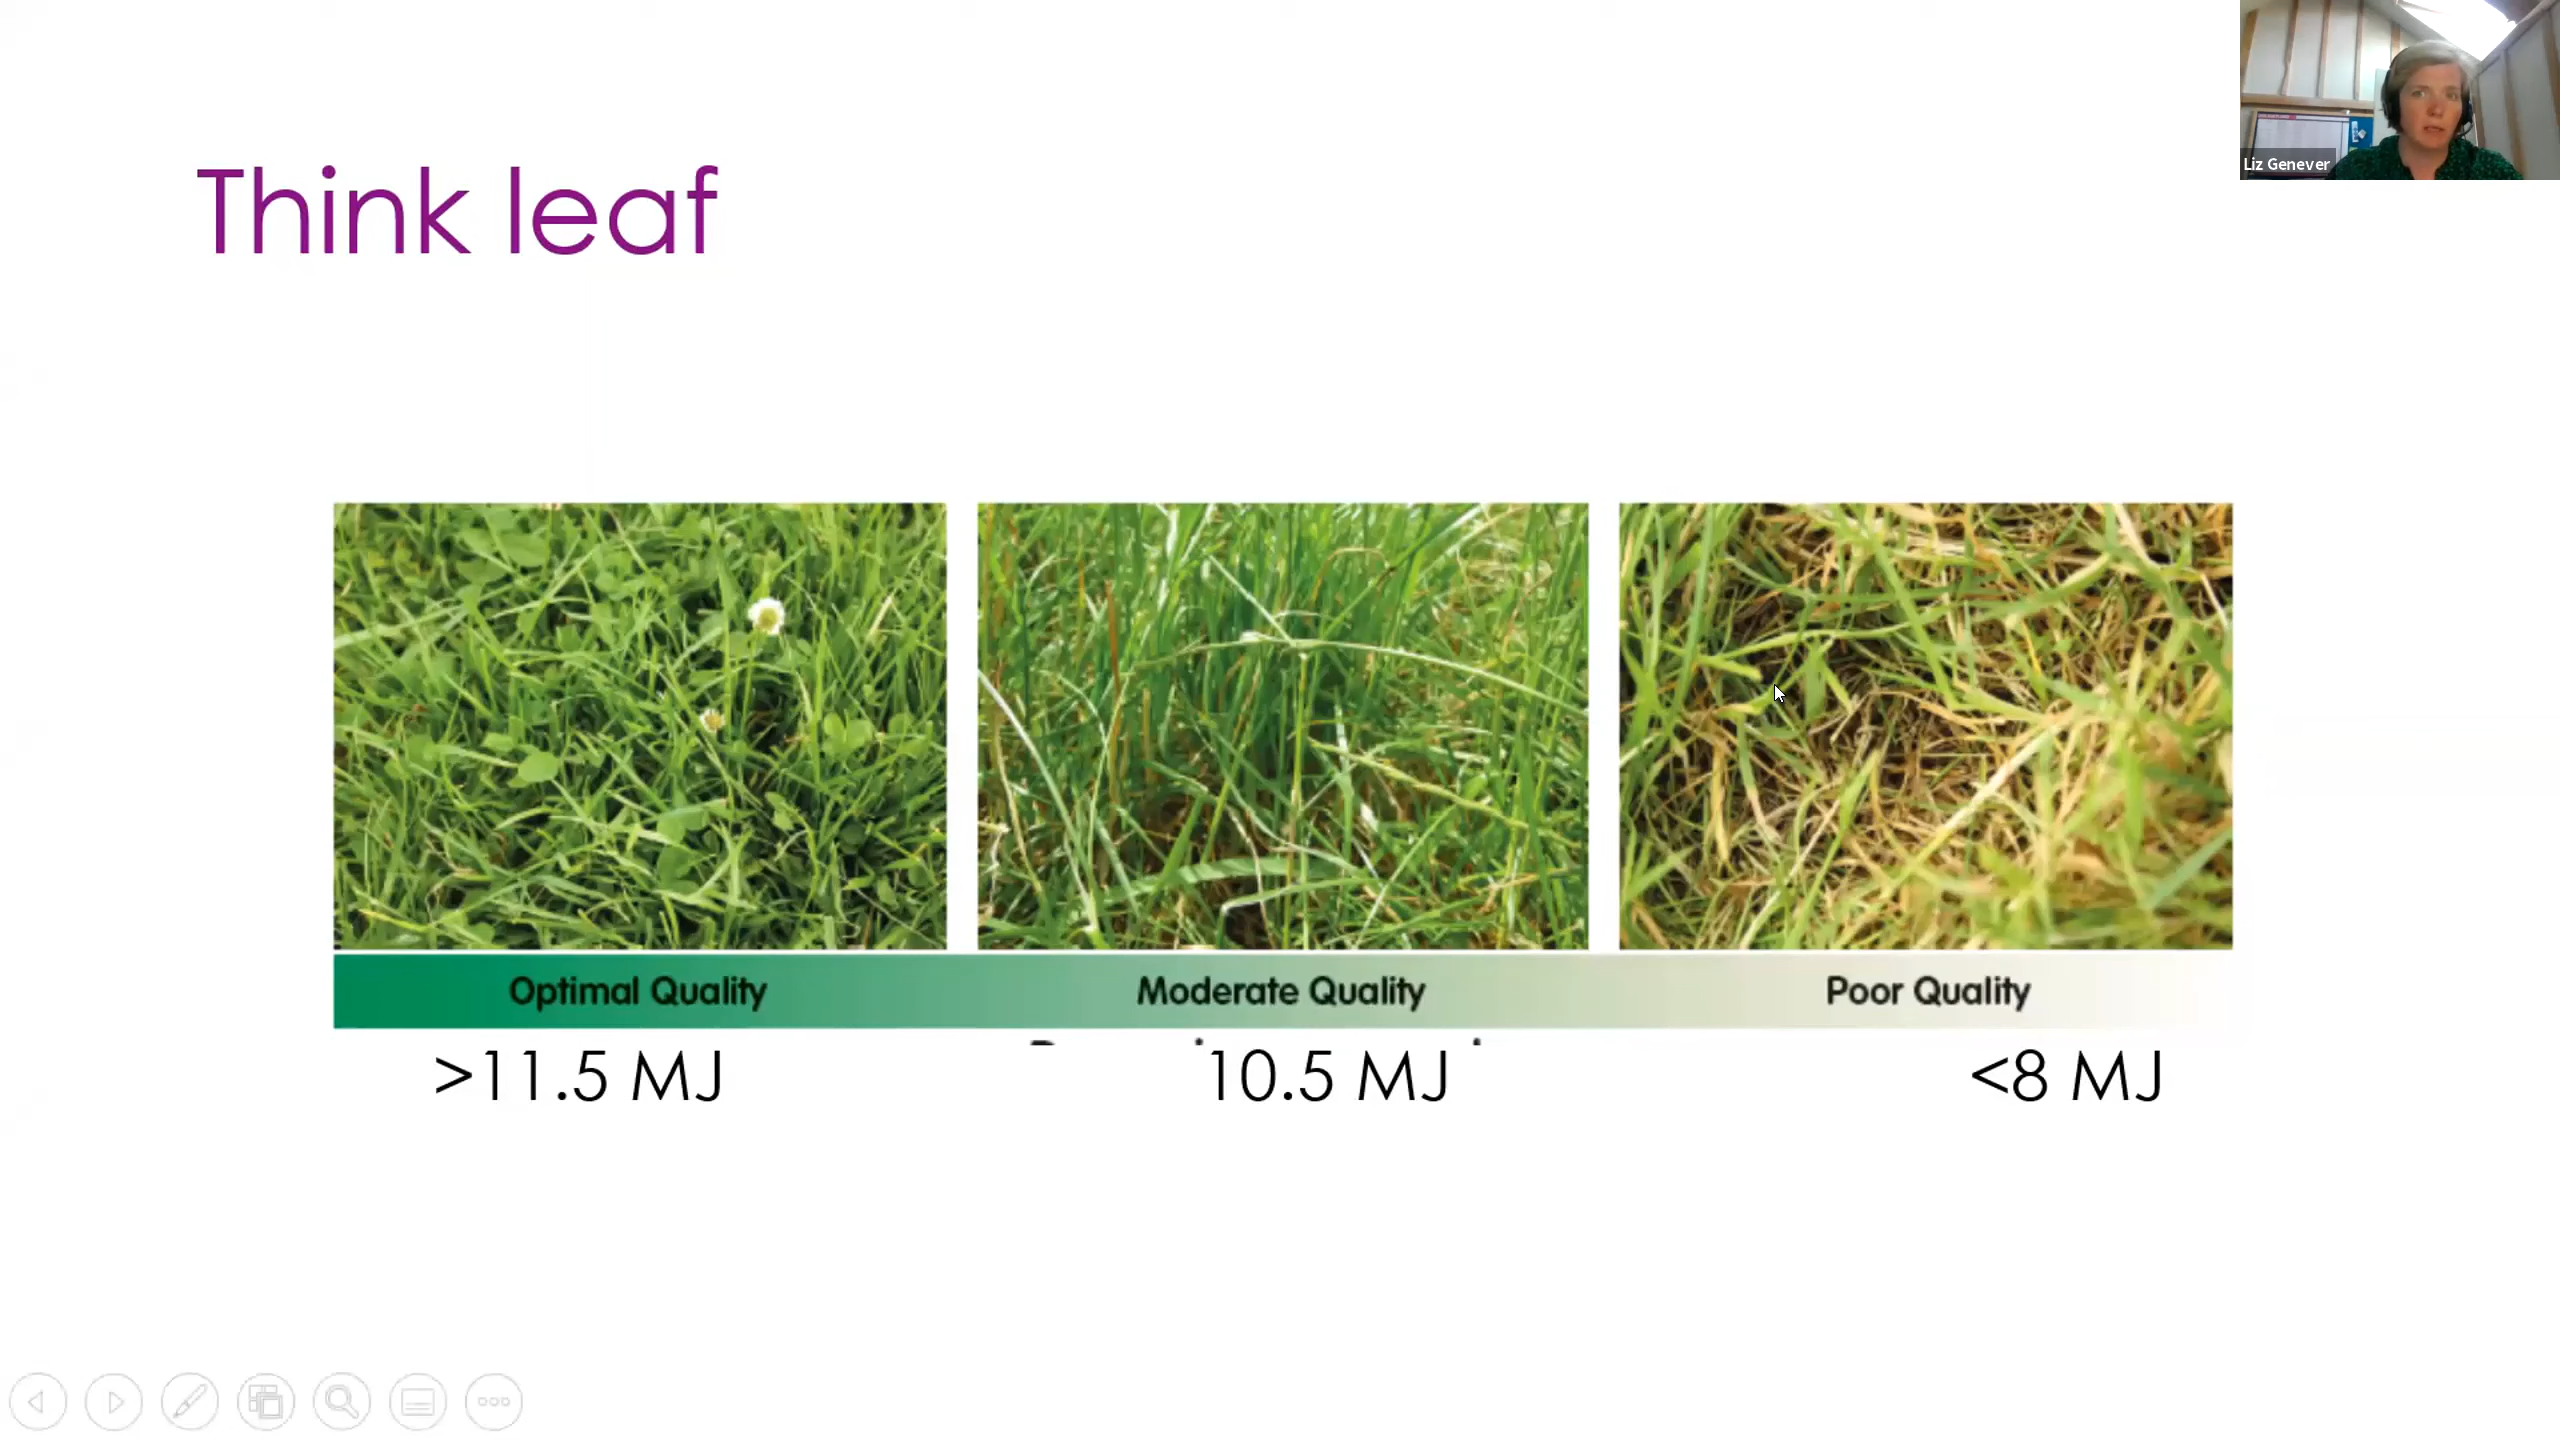 Think leaf
Liz Genever
Optimal Quality
Moderate Quality
Poor Quality
>11.5 MJ
10.5 MJ
<8 MJ